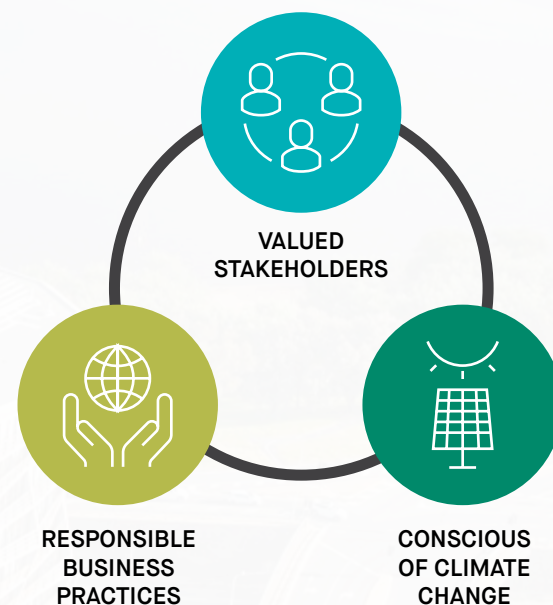 VALUED
STAKEHOLDERS
RESPONSIBLE
BUSINESS
PRACTICES
CONSCIOUS
OF CLIMATE
CHANGE